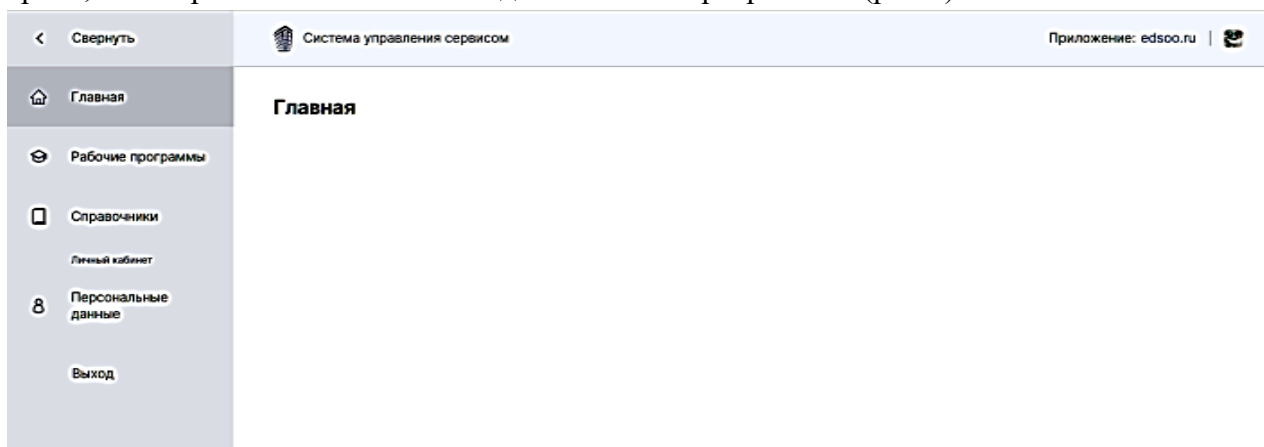 Свернуть
Система управления сервисом
Приложение: edsoo.ru |
Главная
Главная
Рабочие программы
Справочники
Личный кабинет
Персональные
данные
Выход